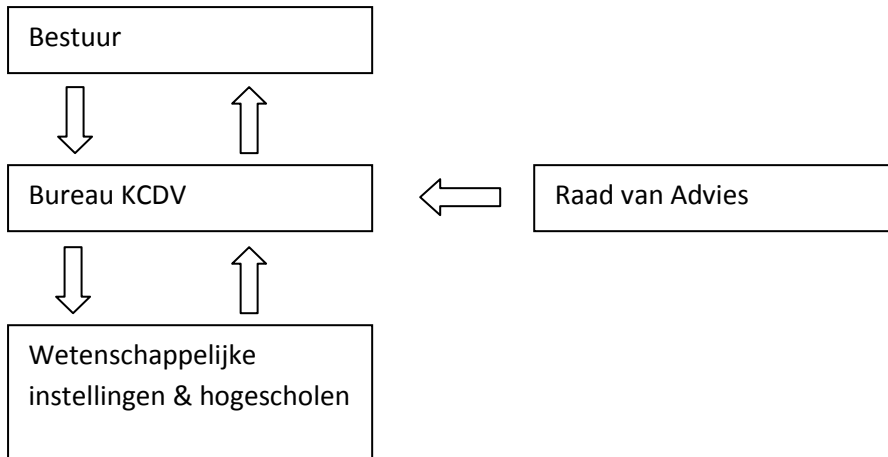 Bestuur
Bureau KCDV
Raad van Advies
Wetenschappelijke
instellingen & hogescholen